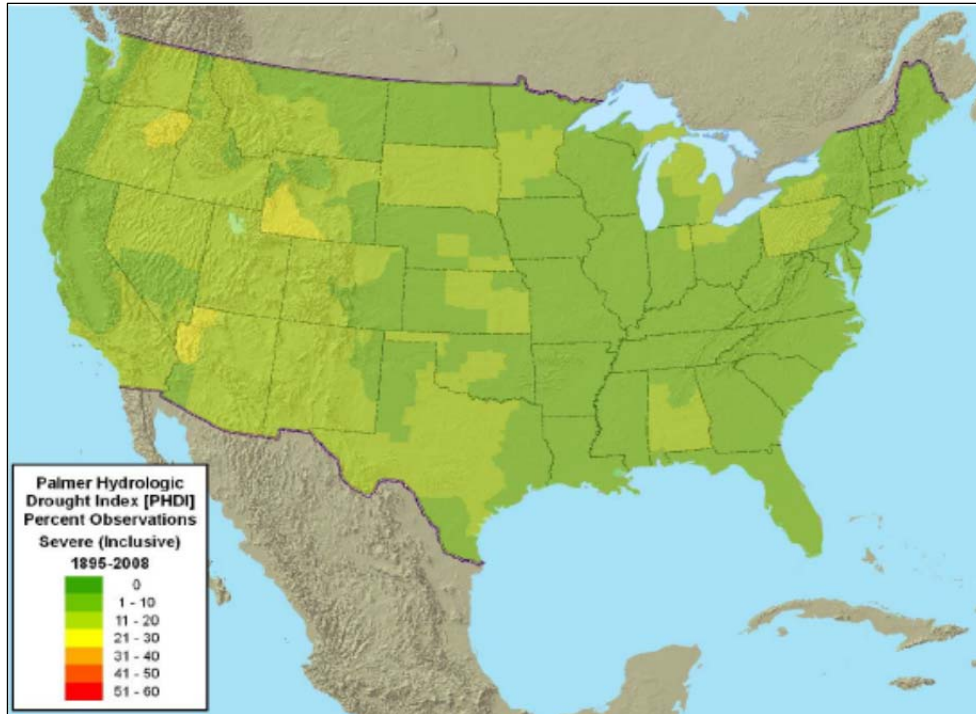 Palmer Hydrologic
Drought Index [PHDI]
Percent Observations
Severe (Inclusive)
1895-2008
0
1 - 10
11 - 20
21 - 30
31 - 40
41 - 50
51 - 60